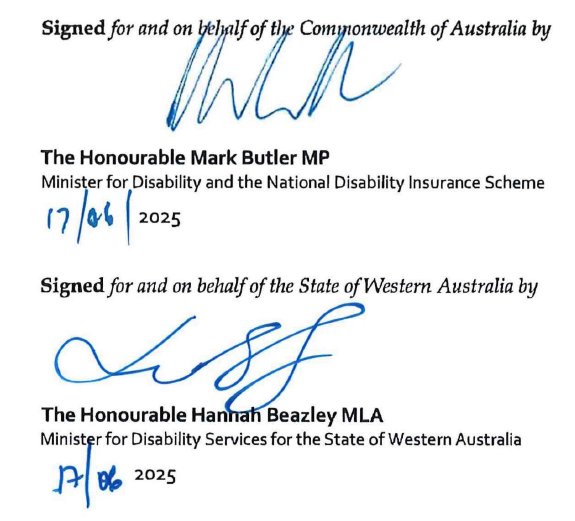 Signed for and on behalf of the Commonwealth of Australia by
The Honourable Mark Butler MP
Minister for Disability and the National Disability Insurance Scheme
17/06/2025
Signed for and on behalf of the State of Western Australia by
The Honourable Hannah Beazley MLA
Minister for Disability Services for the State of Western Australia
17/06 2025